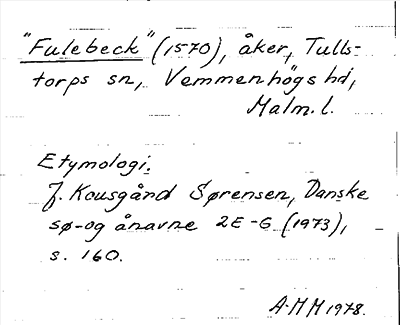 "Fulebeck" (1570), åker, Tulls-
torps sn, Vemmenhögs hd,
Malm. l.
Etymologi.
J. Kousgård Sørensen, Danske
sø- og ånavne 2E-G (1973),
s. 160.
A-MM 1978.